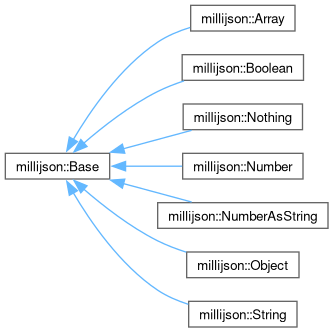 millijson::Array
millijson::Boolean
millijson::Nothing
millijson::Base
millijson::Number
millijson::NumberAsString
millijson::Object
millijson::String